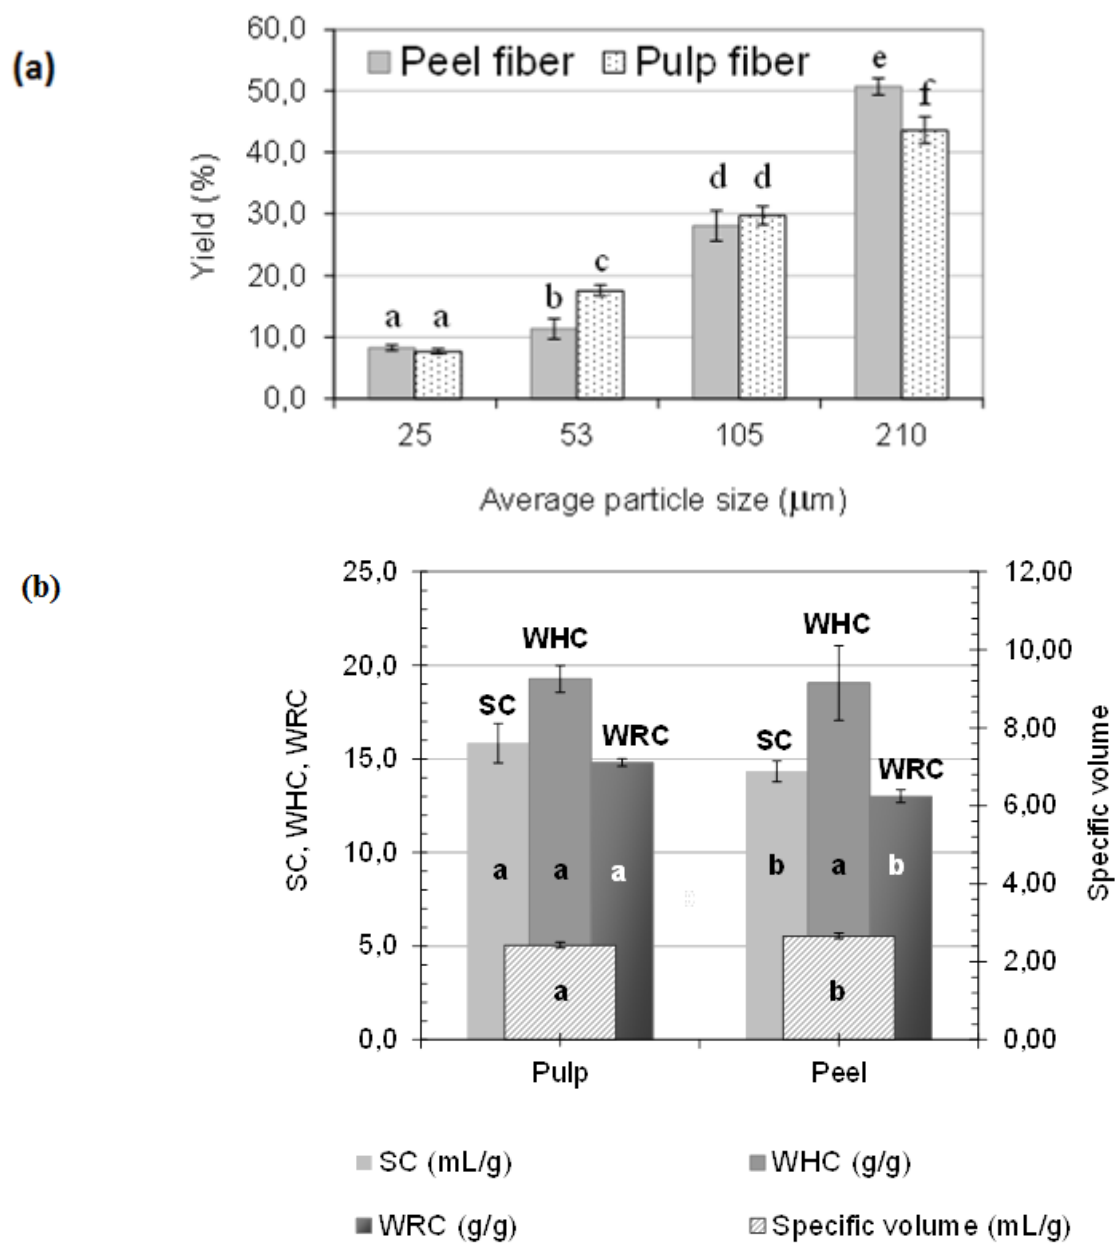 (a)
60,0
Peel fiber Pulp fiber
e
50,0
f
40,0
d d
30,0
c
20,0
b
a a
10,0
0,0
Yield (%)
25 53 105 210
Average particle size (µm)
(b)
25,0 12,00
WHC WHC
20,0 10,00
SC
8,00
WRC SC
15,0
WRC
6,00
10,0
a a a b a b
4,00
5,0
2,00
a b
0,0 0,00
SC, WHC, WRC
Specific volume
Pulp Peel
SC (mL/g) WHC (g/g)
WRC (g/g) Specific volume (mL/g)